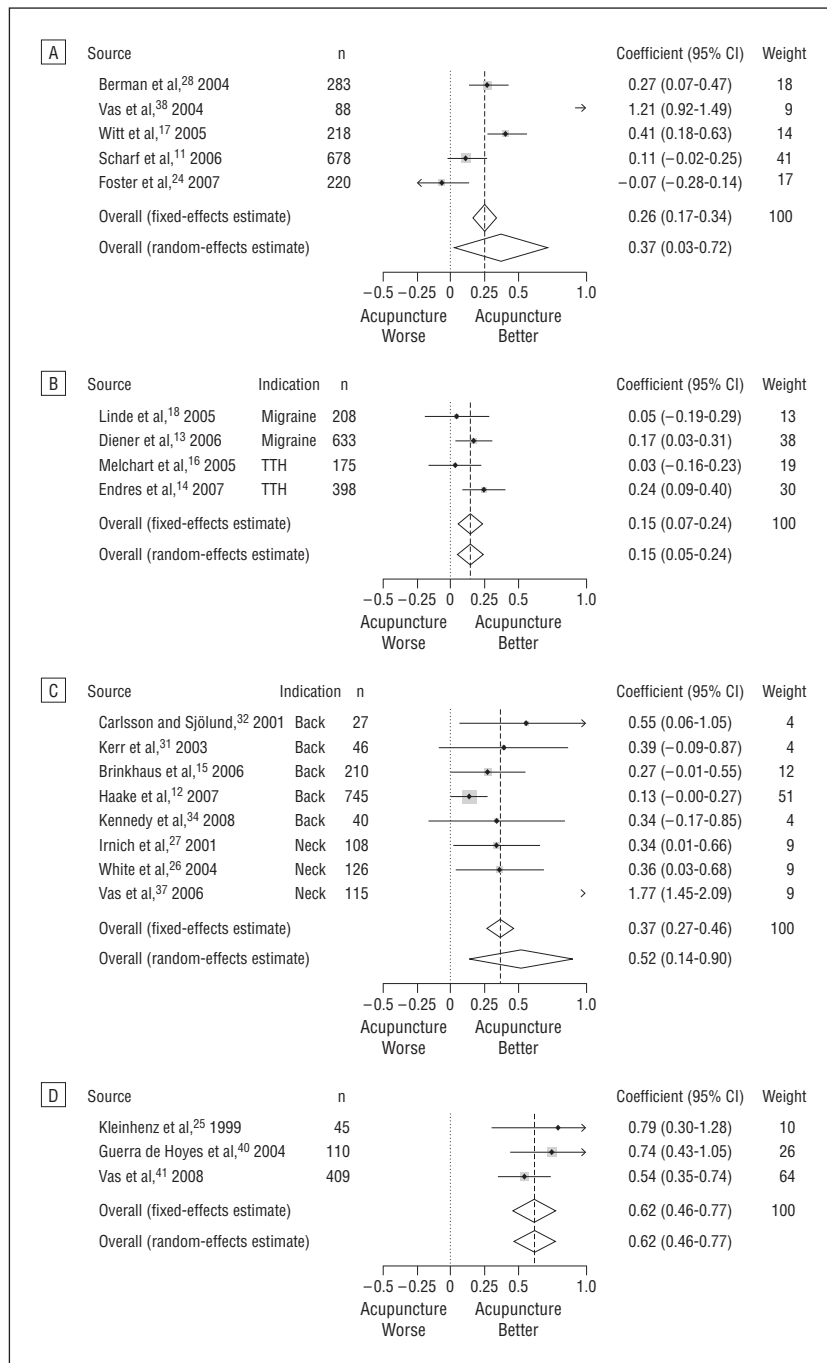 A Source n Coefficient (95% CI) Weight
Berman et al,28 2004 283 0.27 (0.07-0.47) 18
Vas et al,38 2004 88 1.21 (0.92-1.49) 9
Witt et al,17 2005 218 0.41 (0.18-0.63) 14
Scharf et al,11 2006 678 0.11 (−0.02-0.25) 41
Foster et al,24 2007 220 −0.07 (−0.28-0.14) 17
Overall (fixed-effects estimate) 0.26 (0.17-0.34) 100
Overall (random-effects estimate) 0.37 (0.03-0.72)
−0.5 −0.25 0 0.25 0.5 1.0
Acupuncture Acupuncture
Worse Better
B Source Indication n Coefficient (95% CI) Weight
Linde et al,18 2005 Migraine 208 0.05 (−0.19-0.29) 13
Diener et al,13 2006 Migraine 633 0.17 (0.03-0.31) 38
Melchart et al,16 2005 TTH 175 0.03 (−0.16-0.23) 19
Endres et al,14 2007 TTH 398 0.24 (0.09-0.40) 30
Overall (fixed-effects estimate) 0.15 (0.07-0.24) 100
Overall (random-effects estimate) 0.15 (0.05-0.24)
−0.5 −0.25 0 0.25 0.5 1.0
Acupuncture Acupuncture
Worse Better
C Source Indication n Coefficient (95% CI) Weight
Carlsson and Sjölund,32 2001 Back 27 0.55 (0.06-1.05) 4
Kerr et al,31 2003 Back 46 0.39 (−0.09-0.87) 4
Brinkhaus et al,15 2006 Back 210 0.27 (−0.01-0.55) 12
Haake et al,12 2007 Back 745 0.13 (−0.00-0.27) 51
Kennedy et al,34 2008 Back 40 0.34 (−0.17-0.85) 4
Irnich et al,27 2001 Neck 108 0.34 (0.01-0.66) 9
White et al,26 2004 Neck 126 0.36 (0.03-0.68) 9
Vas et al,37 2006 Neck 115 1.77 (1.45-2.09) 9
Overall (fixed-effects estimate) 0.37 (0.27-0.46) 100
Overall (random-effects estimate) 0.52 (0.14-0.90)
−0.5 −0.25 0 0.25 0.5 1.0
Acupuncture Acupuncture
Worse Better
D Source n Coefficient (95% CI) Weight
Kleinhenz et al,25 1999 45 0.79 (0.30-1.28) 10
Guerra de Hoyes et al,40 2004 110 0.74 (0.43-1.05) 26
Vas et al,41 2008 409 0.54 (0.35-0.74) 64
Overall (fixed-effects estimate) 0.62 (0.46-0.77) 100
Overall (random-effects estimate) 0.62 (0.46-0.77)
−0.5 −0.25 0 0.25 0.5 1.0
Acupuncture Acupuncture
Worse Better